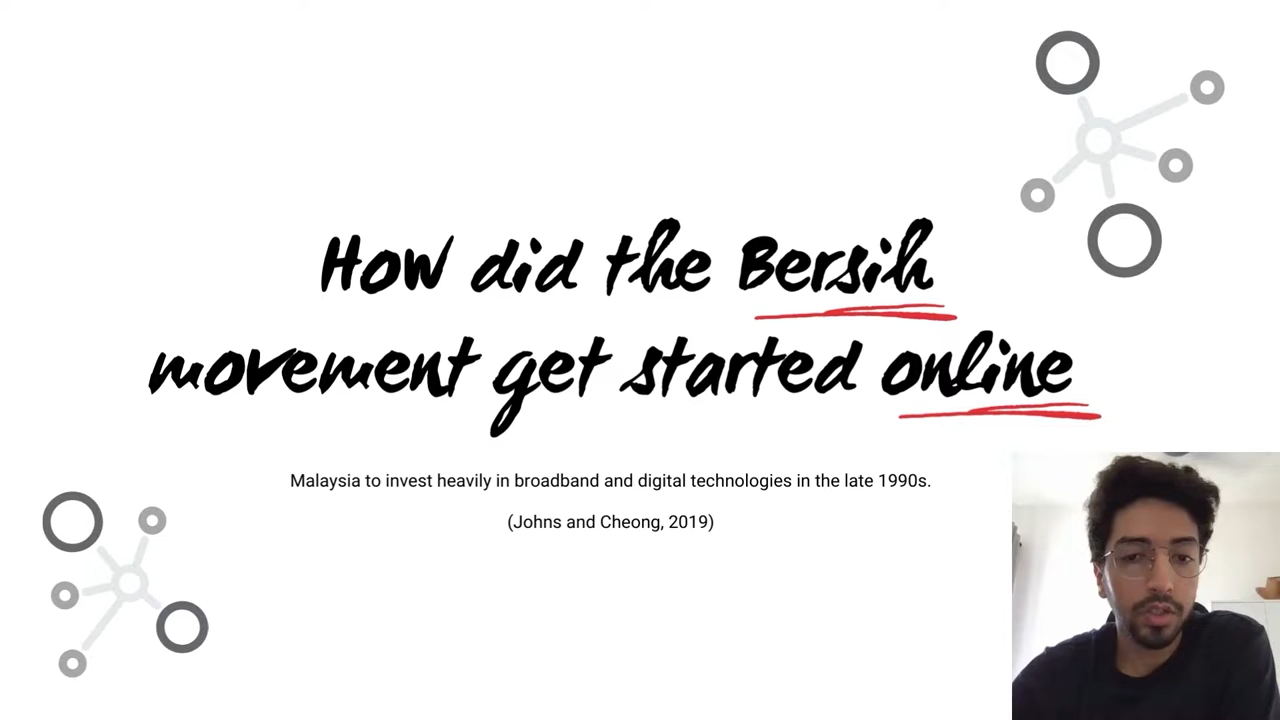 How did the Bersih
movement get started online
Malaysia to invest heavily in broadband and digital technologies in the late 1990s.
(Johns and Cheong, 2019)